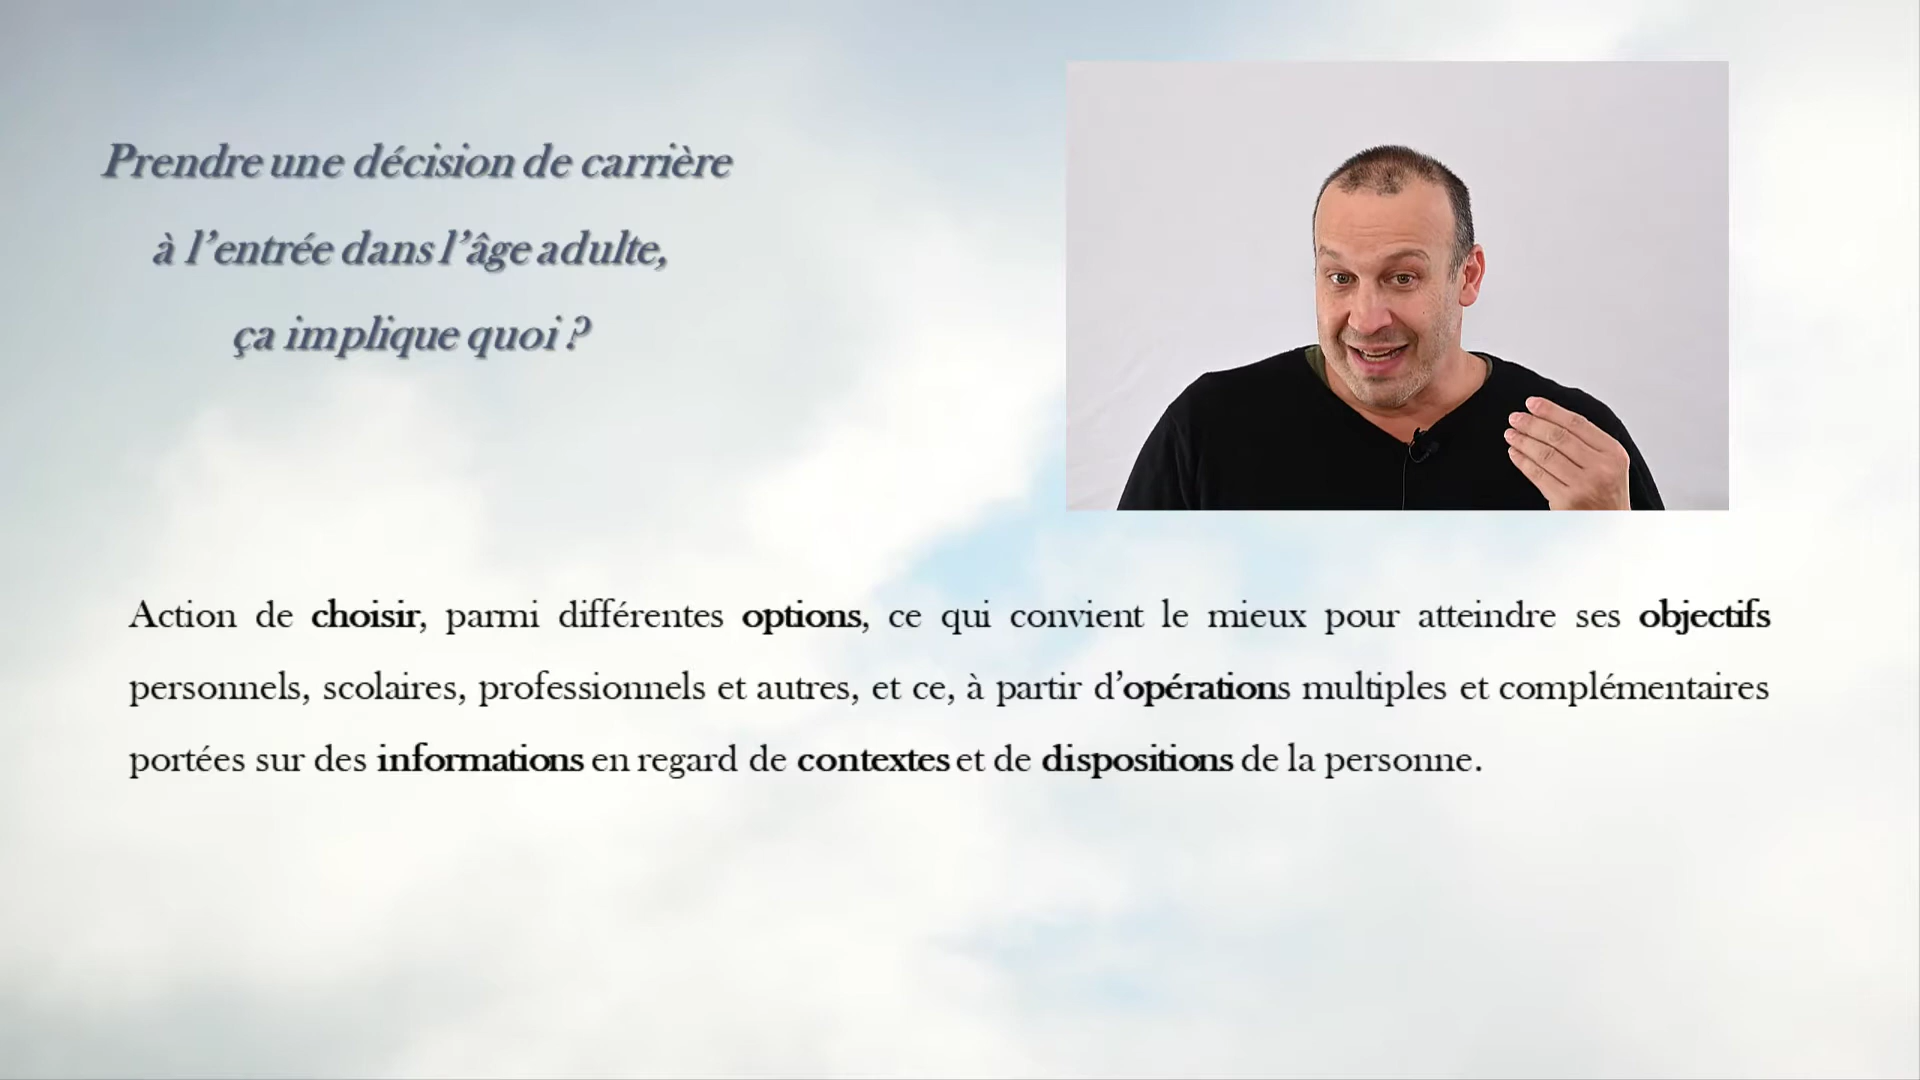 Prendre une décision de carrière
à l’entrée dans l’âge adulte,
ça implique quoi ?
Action de choisir, parmi différentes options, ce qui convient le mieux pour atteindre ses objectifs
personnels, scolaires, professionnels et autres, et ce, à partir d’opérations multiples et complémentaires
portées sur des informations en regard de contextes et de dispositions de la personne.